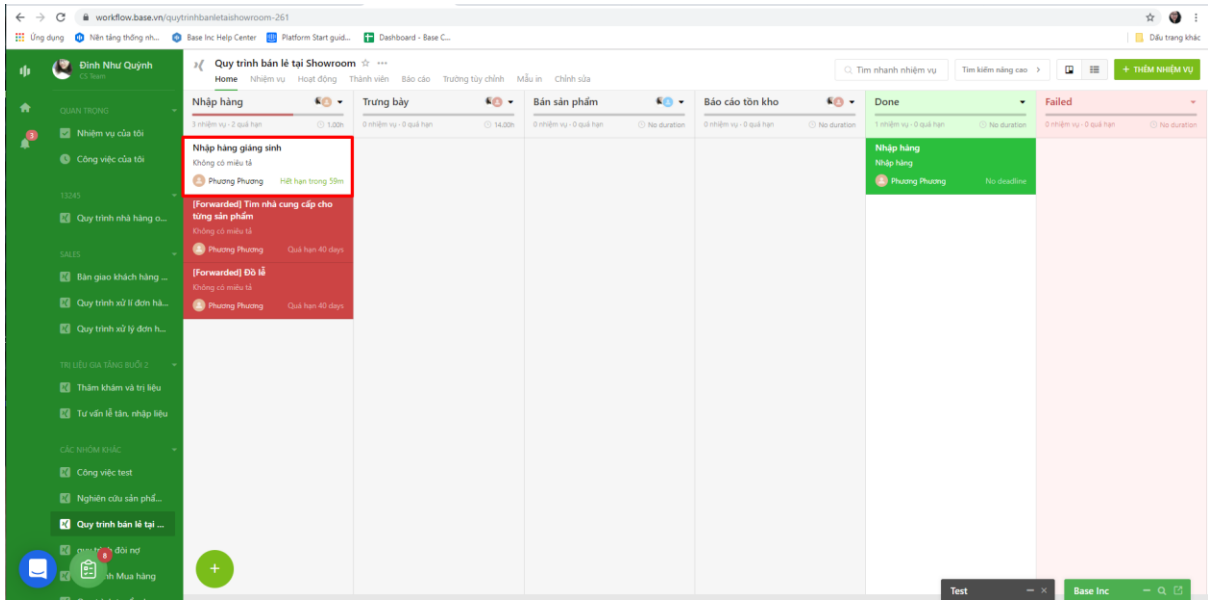 workflow.base.vn/quytrinhbanletaishowroom-261
Ứng dụng Nền tảng thống nh... Base Inc Help Center Platform Start guid... Dashboard - Base C... Dấu trang khác
Đinh Như Quỳnh
CS Team
Quy trình bán lẻ tại Showroom
Home Nhiệm vụ Hoạt động Thành viên Báo cáo Trường tùy chỉnh Mẫu in Chỉnh sửa
Tìm nhanh nhiệm vụ
Tìm kiếm nâng cao
+ THÊM NHIỆM VỤ
QUAN TRỌNG
3
Nhiệm vụ của tôi
Công việc của tôi
13245
Quy trình nhà hàng o...
SALES
Bàn giao khách hàng ...
Quy trình xử lí đơn hà...
Quy trình xử lý đơn h...
TRỊ LIỆU GIA TĂNG BUỔI 2
Thăm khám và trị liệu
Tư vấn lễ tân, nhập liệu
CÁC NHÓM KHÁC
Công việc test
Nghiên cứu sản phẩ...
Quy trình bán lẻ tại ...
đòi nợ
8
nh Mua hàng
Nhập hàng
3 nhiệm vụ - 2 quá hạn 1.00h
Nhập hàng giáng sinh
Không có miêu tả
Phương Phương Hết hạn trong 59m
[Forwarded] Tìm nhà cung cấp cho
từng sản phẩm
Không có miêu tả
Phương Phương Quá hạn 40 days
[Forwarded] Đồ lễ
Không có miêu tả
Phương Phương Quá hạn 40 days
+
Trưng bày
0 nhiệm vụ - 0 quá hạn 14.00h
Bán sản phẩm
0 nhiệm vụ - 0 quá hạn No duration
Báo cáo tồn kho
0 nhiệm vụ - 0 quá hạn No duration
Done
1 nhiệm vụ - 0 quá hạn No duration
Nhập hàng
Nhập hàng
Phương Phương No deadline
Failed
0 nhiệm vụ - 0 quá hạn No duration
Test
Base Inc